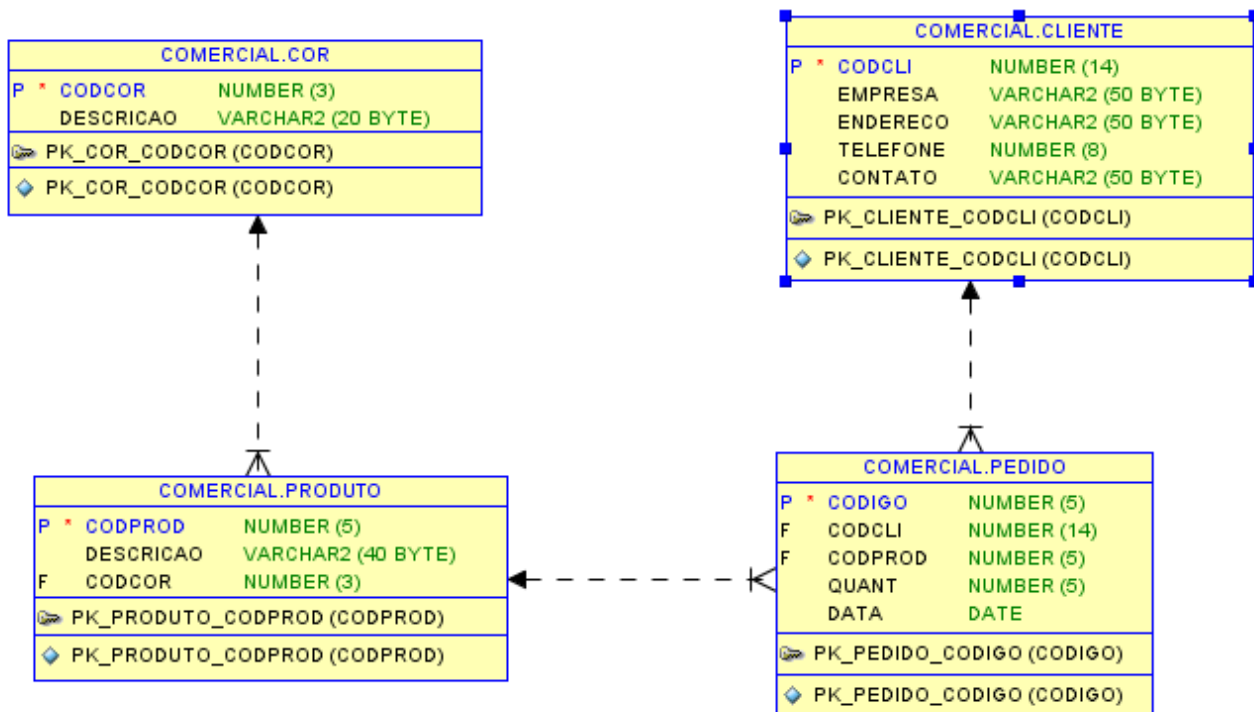 COMERCIAL.COR
P * CODCOR NUMBER (3)
DESCRICAO VARCHAR2 (20 BYTE)
PK_COR_CODCOR (CODCOR)
PK_COR_CODCOR (CODCOR)
COMERCIAL.CLIENTE
P * CODCLI NUMBER (14)
EMPRESA VARCHAR2 (50 BYTE)
ENDERECO VARCHAR2 (50 BYTE)
TELEFONE NUMBER (8)
CONTATO VARCHAR2 (50 BYTE)
PK_CLIENTE_CODCLI (CODCLI)
PK_CLIENTE_CODCLI (CODCLI)
COMERCIAL.PRODUTO
P * CODPROD NUMBER (5)
DESCRICAO VARCHAR2 (40 BYTE)
F CODCOR NUMBER (3)
PK_PRODUTO_CODPROD (CODPROD)
PK_PRODUTO_CODPROD (CODPROD)
COMERCIAL.PEDIDO
P * CODIGO NUMBER (5)
F CODCLI NUMBER (14)
F CODPROD NUMBER (5)
QUANT NUMBER (5)
DATA DATE
PK_PEDIDO_CODIGO (CODIGO)
PK_PEDIDO_CODIGO (CODIGO)